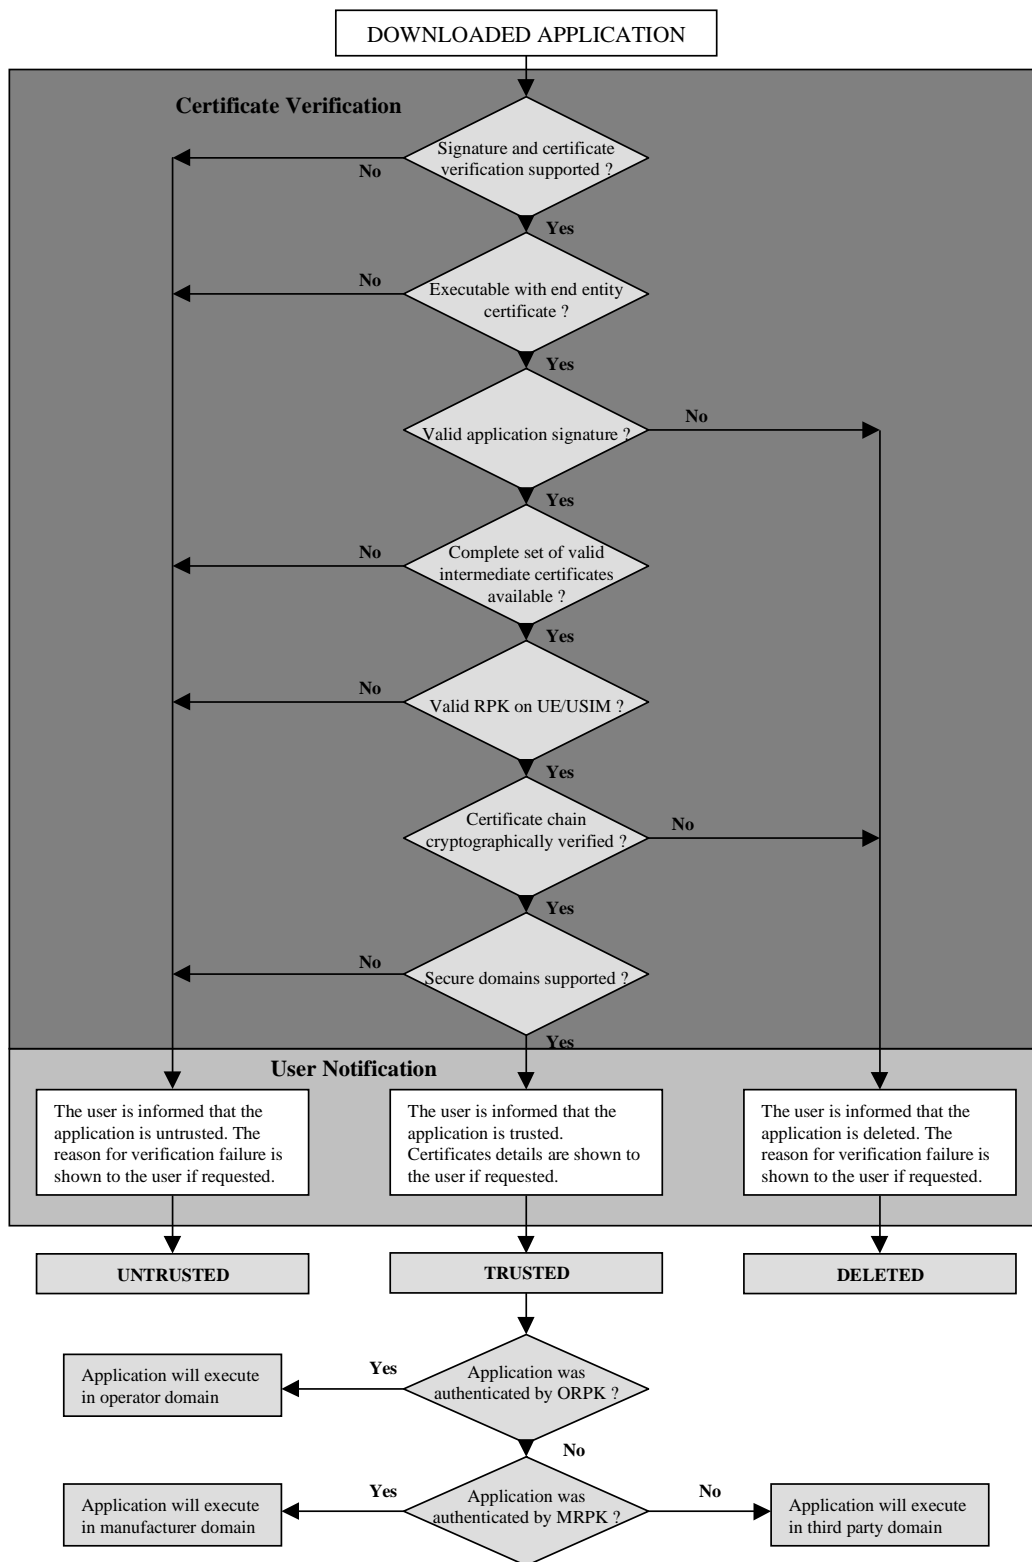 DOWNLOADED APPLICATION
Certificate Verification
Signature and certificate
verification supported ?
No
Yes
Executable with end entity
certificate ?
No
Yes
Valid application signature ?
No
Yes
Complete set of valid
intermediate certificates
available ?
No
Yes
Valid RPK on UE/USIM ?
No
Yes
Certificate chain
cryptographically verified ?
No
Yes
Secure domains supported ?
No
Yes
User Notification
The user is informed that the
application is untrusted. The
reason for verification failure is
shown to the user if requested.
The user is informed that the
application is trusted.
Certificates details are shown to
the user if requested.
The user is informed that the
application is deleted. The
reason for verification failure is
shown to the user if requested.
UNTRUSTED
TRUSTED
DELETED
Application was
authenticated by ORPK ?
Yes
Application will execute
in operator domain
No
Application was
authenticated by MRPK ?
Yes
Application will execute
in manufacturer domain
No
Application will execute
in third party domain